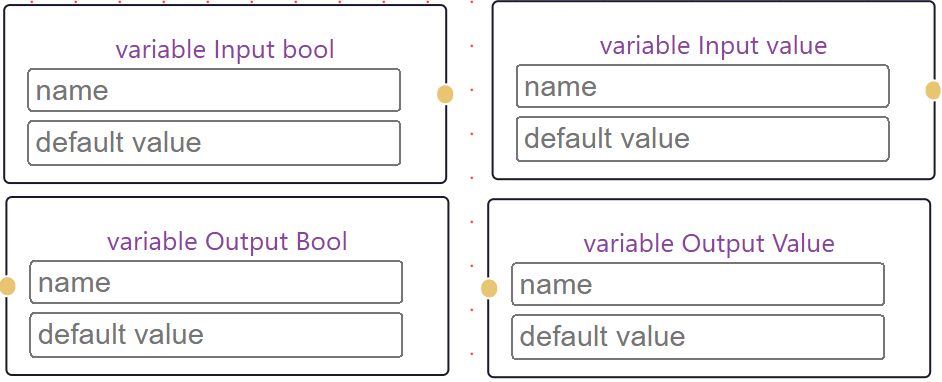 variable Input bool
name
default value
variable Input value
name
default value
variable Output Bool
name
default value
variable Output Value
name
default value